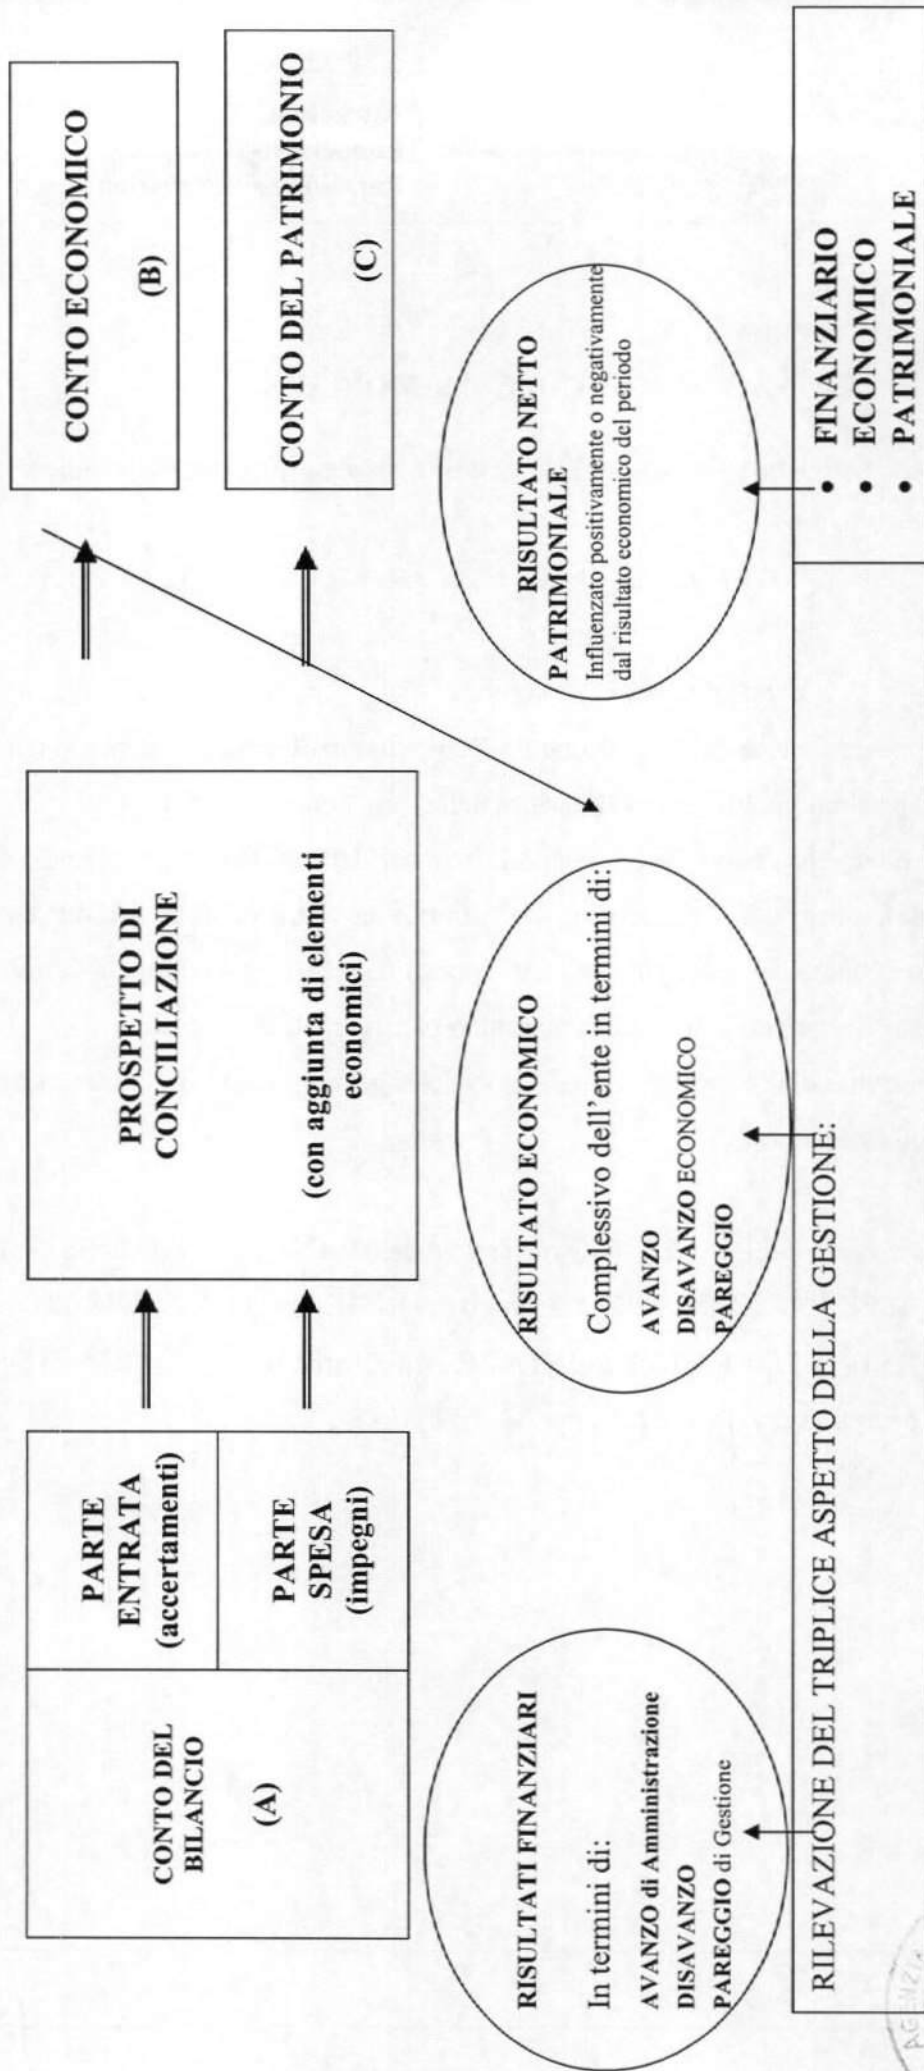 CONTO DEL
BILANCIO
(A)
PARTE
ENTRATA
(accertamenti)
PARTE
SPESA
(impegni)
PROSPETTO DI
CONCILIAZIONE
(con aggiunta di elementi
economici)
CONTO ECONOMICO
(B)
CONTO DEL PATRIMONIO
(C)
RISULTATI FINANZIARI
In termini di:
AVANZO di Amministrazione
DISAVANZO
PAREGGIO di Gestione
RISULTATO ECONOMICO
Complessivo dell'ente in termini di:
AVANZO
DISAVANZO ECONOMICO
PAREGGIO
RISULTATO NETTO
PATRIMONIALE
Influenzato positivamente o negativamente
dal risultato economico del periodo
RILEVAZIONE DEL TRIPLICE ASPETTO DELLA GESTIONE:
• FINANZIARIO
• ECONOMICO
• PATRIMONIALE